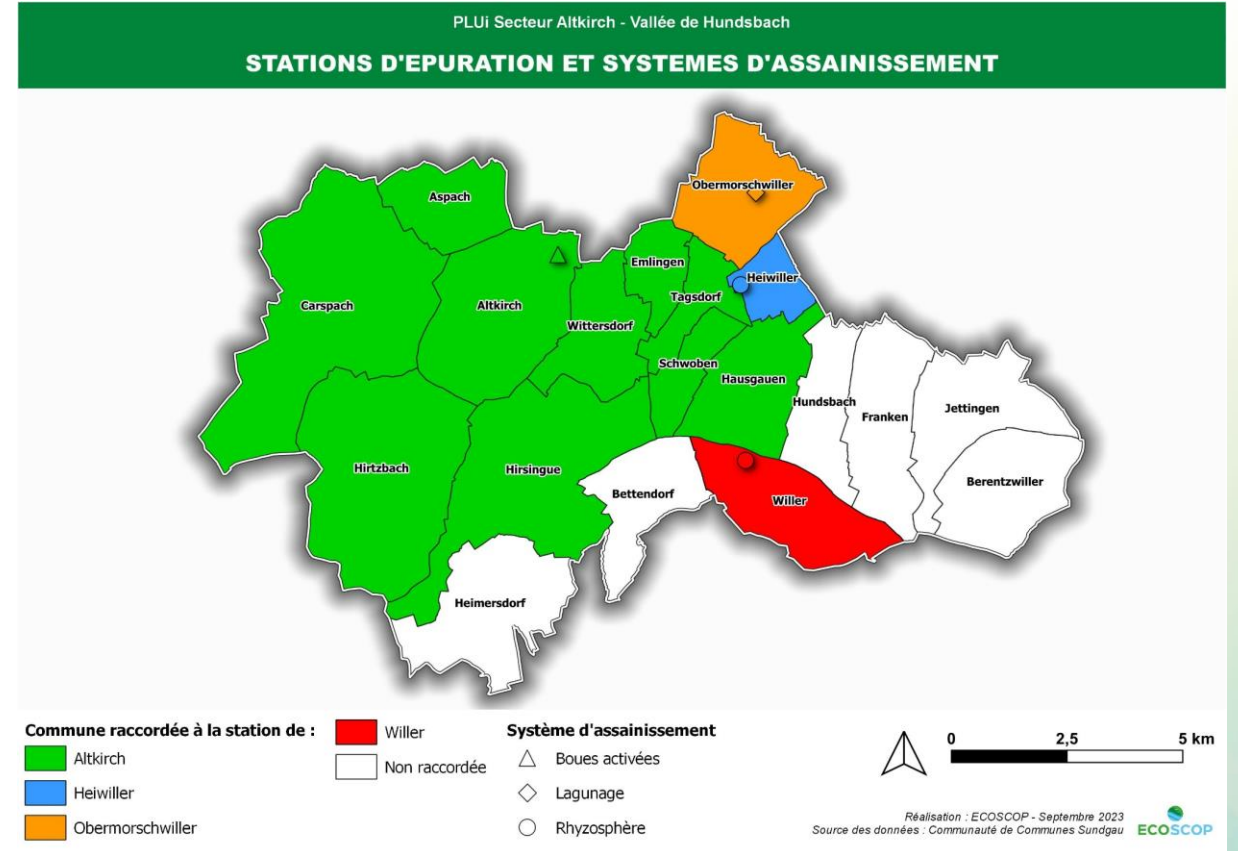 PLUi Secteur Altkirch - Vallée de Hundsbach
STATIONS D'EPURATION ET SYSTEMES D'ASSAINISSEMENT
Obermorschwiller
Aspach
Emlingen
Heiwiller
Tagsdorf
Carspach
Altkirch
Wittersdorf
Schwoben
Hausgauen
Hundsbach
Franken
Jettingen
Hirtzbach
Hirsingue
Bettendorf
Willer
Berentzwiller
Heimersdorf
Commune raccordée à la station de :
Altkirch
Heiwiller
Obermorschwiller
Willer
Non raccordée
Système d'assainissement
Boues activées
Lagunage
Rhyzosphère
0 2,5 5 km
Réalisation : ECOSCOP - Septembre 2023
Source des données : Communauté de Communes Sundgau
ECOSCOP